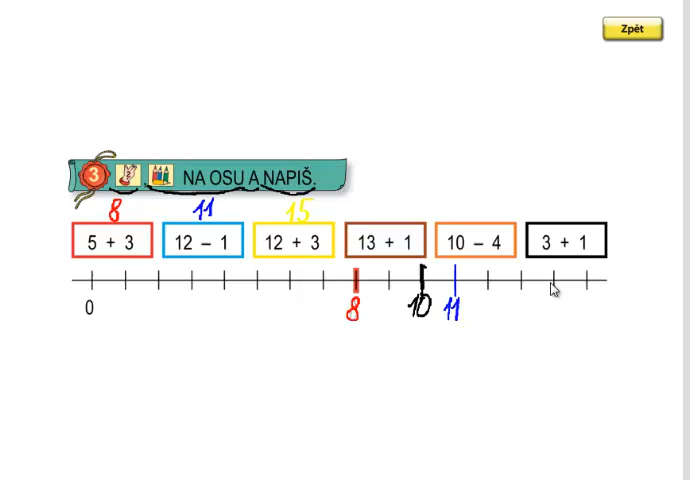 Zpět
3 NA OSU A NAPIŠ.
8 11 15
5 + 3 12 – 1 12 + 3 13 + 1 10 – 4 3 + 1
0 8 10 11